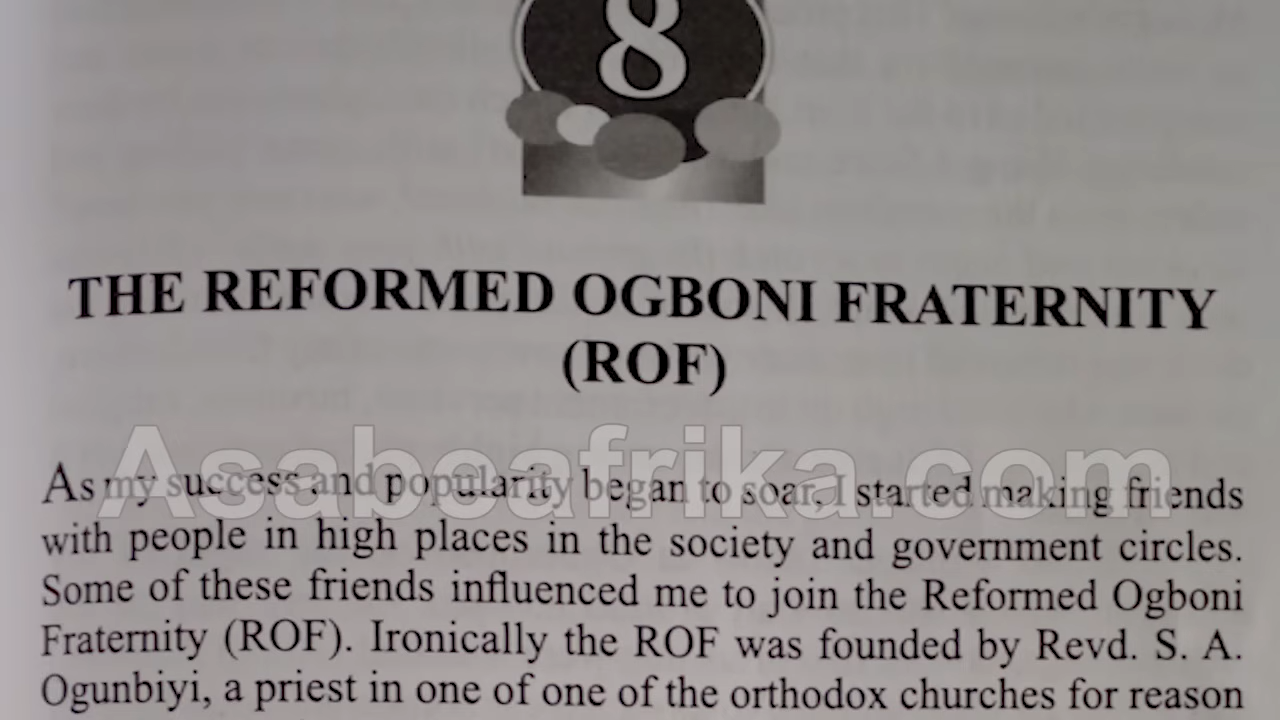 8
THE REFORMED OGBONI FRATERNITY
(ROF)
Asabeafrika.com
As my success and popularity began to soar, I started making friends
with people in high places in the society and government circles.
Some of these friends influenced me to join the Reformed Ogboni
Fraternity (ROF). Ironically the ROF was founded by Revd. S. A.
Ogunbiyi, a priest in one of one of the orthodox churches for reason